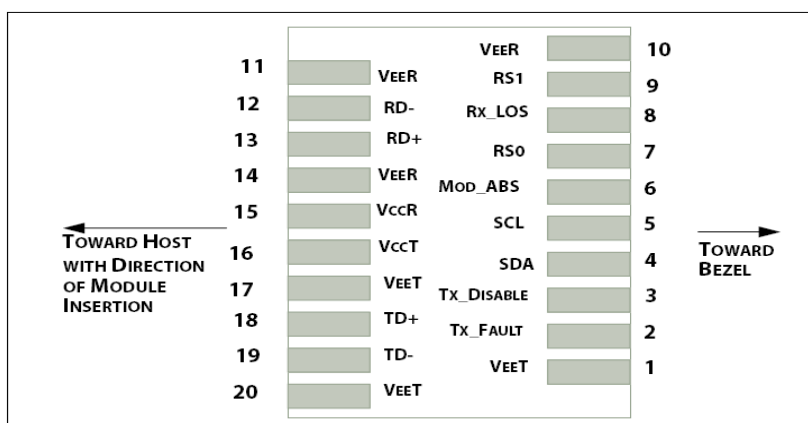 11 VEER
12 RD-
13 RD+
14 VEER
15 VCCR
16 VCCT
17 VEET
18 TD+
19 TD-
20 VEET
TOWARD HOST
WITH DIRECTION
OF MODULE
INSERTION
VEER 10
RS1 9
RX_LOS 8
RS0 7
MOD_ABS 6
SCL 5
SDA 4
TX_DISABLE 3
TX_FAULT 2
VEET 1
TOWARD
BEZEL